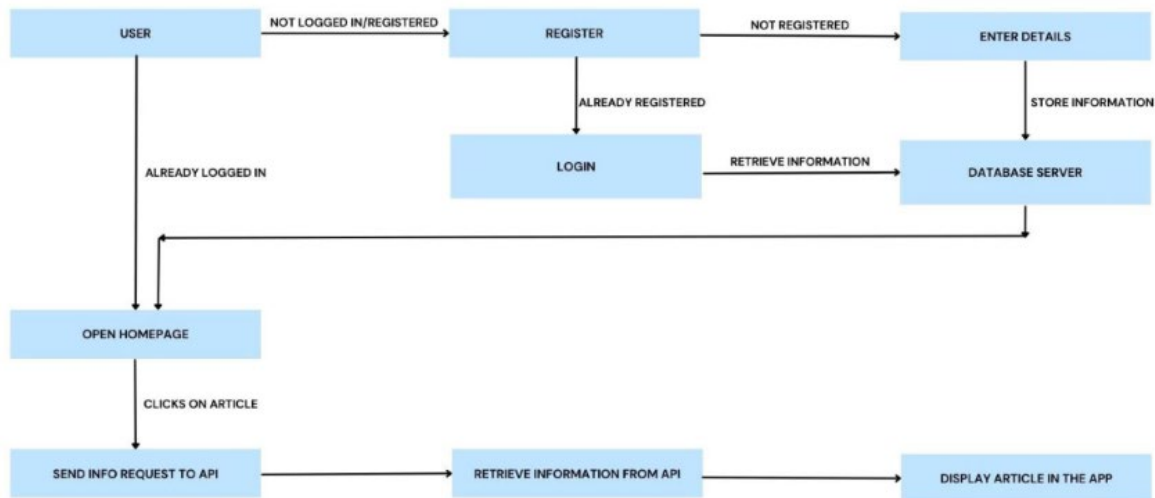 NOT LOGGED IN/REGISTERED
USER
REGISTER
NOT REGISTERED
ENTER DETAILS
ALREADY REGISTERED
STORE INFORMATION
ALREADY LOGGED IN
LOGIN
RETRIEVE INFORMATION
DATABASE SERVER
OPEN HOMEPAGE
CLICKS ON ARTICLE
SEND INFO REQUEST TO API
RETRIEVE INFORMATION FROM API
DISPLAY ARTICLE IN THE APP